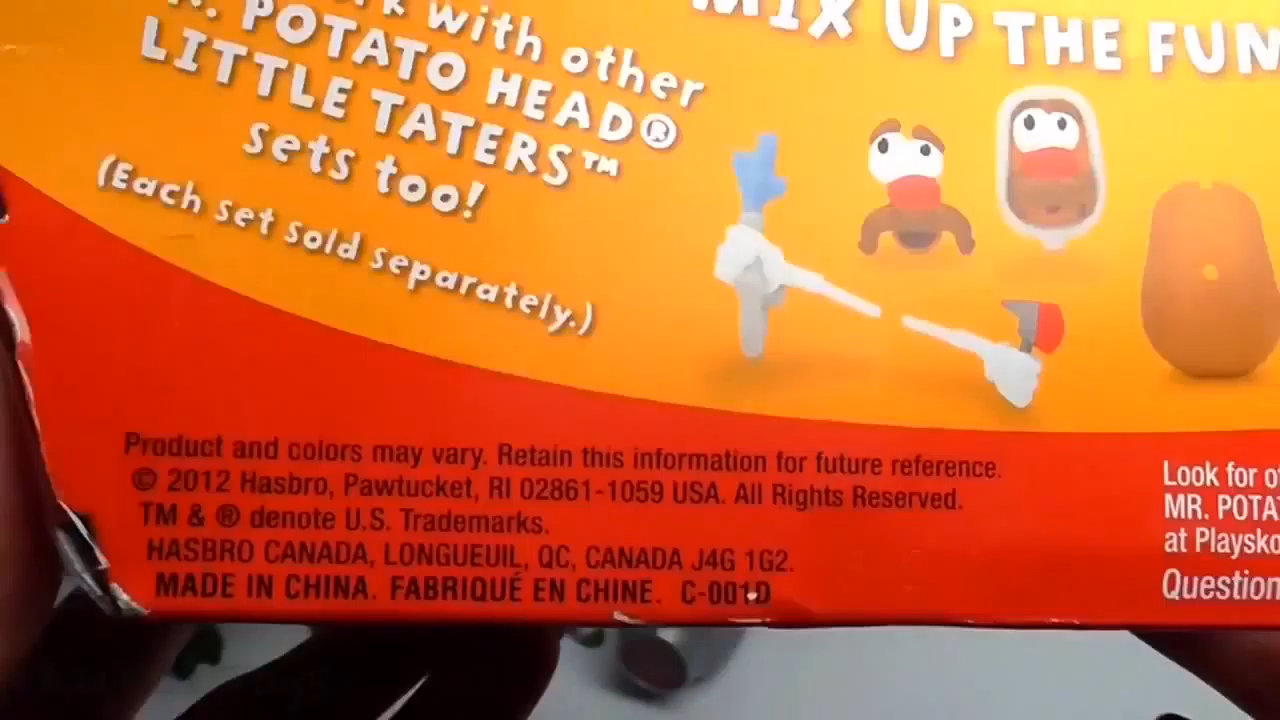 with other
POTATO HEAD®
LITTLE TATERS™
sets too!
(Each set sold separately.)
MIX UP THE FUN
Product and colors may vary. Retain this information for future reference.
© 2012 Hasbro, Pawtucket, RI 02861-1059 USA. All Rights Reserved.
TM & ® denote U.S. Trademarks.
HASBRO CANADA, LONGUEUIL, QC, CANADA J4G 1G2.
MADE IN CHINA. FABRIQUÉ EN CHINE. C-001D
Look for o
MR. POTA
at Playsko
Question